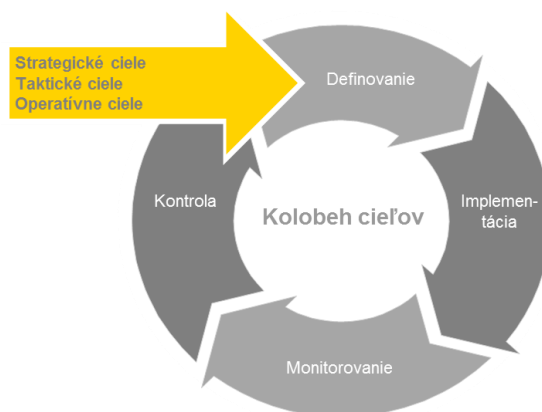 Strategické ciele
Taktické ciele
Operatívne ciele
Definovanie
Kontrola
Kolobeh cieľov
Implemen-
tácia
Monitorovanie